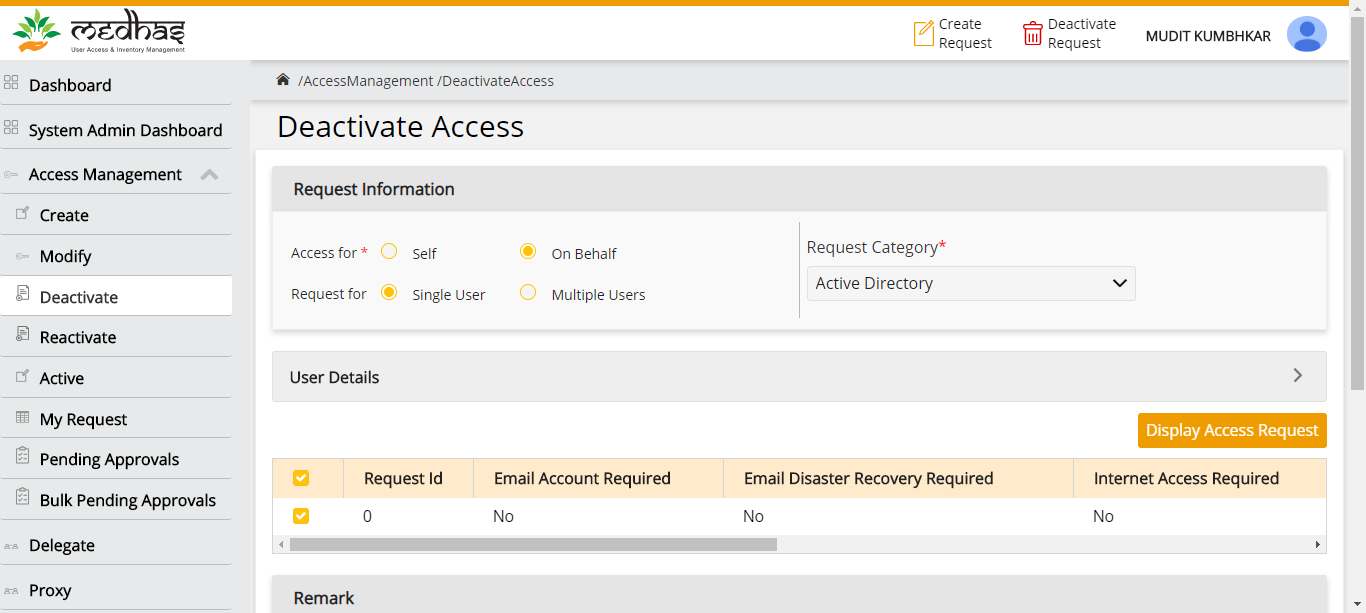 medhas
User Access & Inventory Management
Create
Request
Deactivate
Request
MUDIT KUMBHKAR
Dashboard
System Admin Dashboard
Access Management
Create
Modify
Deactivate
Reactivate
Active
My Request
Pending Approvals
Bulk Pending Approvals
Delegate
Proxy
/AccessManagement /DeactivateAccess
Deactivate Access
Request Information
Access for * Self On Behalf
Request for Single User Multiple Users
Request Category*
Active Directory
User Details
Display Access Request
Request Id Email Account Required Email Disaster Recovery Required Internet Access Required
0 No No No
Remark